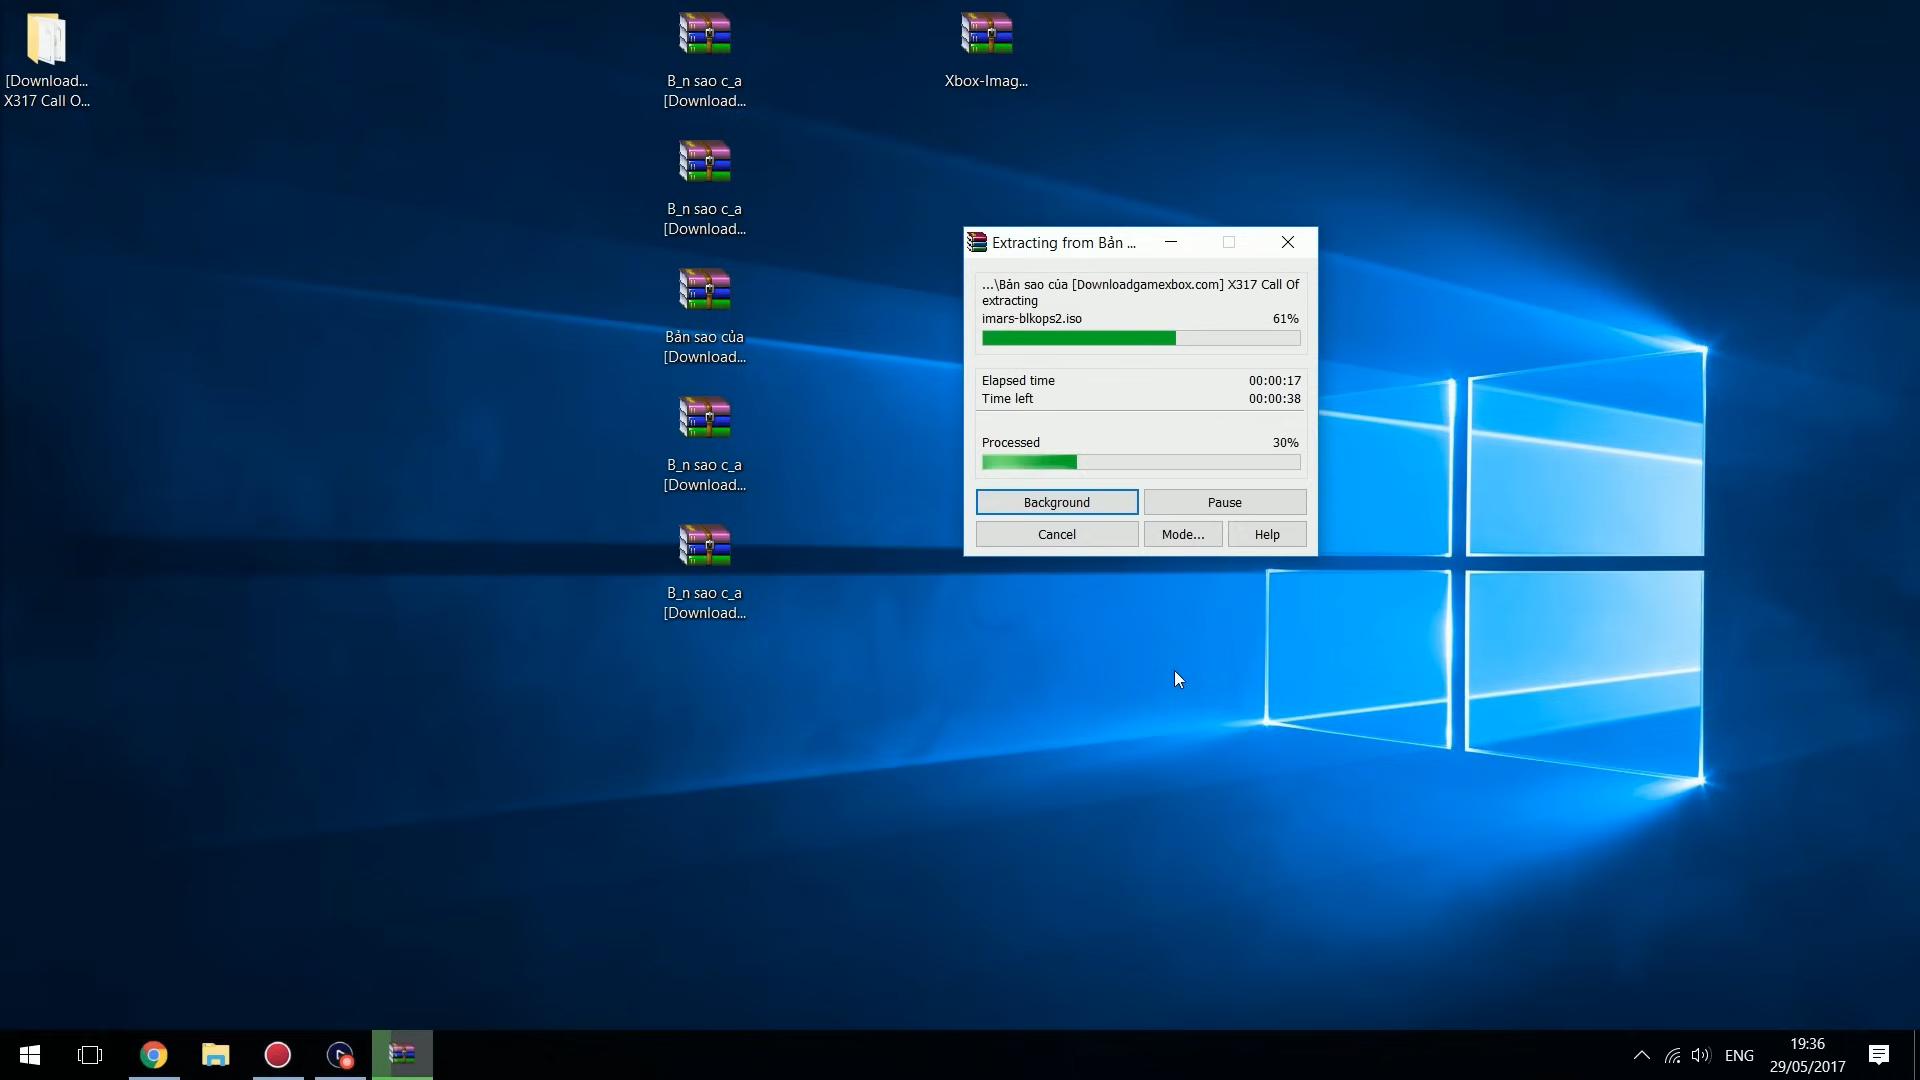 [Download...
X317 Call O...
B_n sao c_a
[Download...
B_n sao c_a
[Download...
Bản sao của
[Download...
B_n sao c_a
[Download...
B_n sao c_a
[Download...
Xbox-Imag...
Extracting from Bản ...
...\Bản sao của [Downloadgamexbox.com] X317 Call Of
extracting
imars-blkops2.iso 61%
Elapsed time 00:00:17
Time left 00:00:38
Processed 30%
Background Pause
Cancel Mode... Help
ENG
19:36
29/05/2017